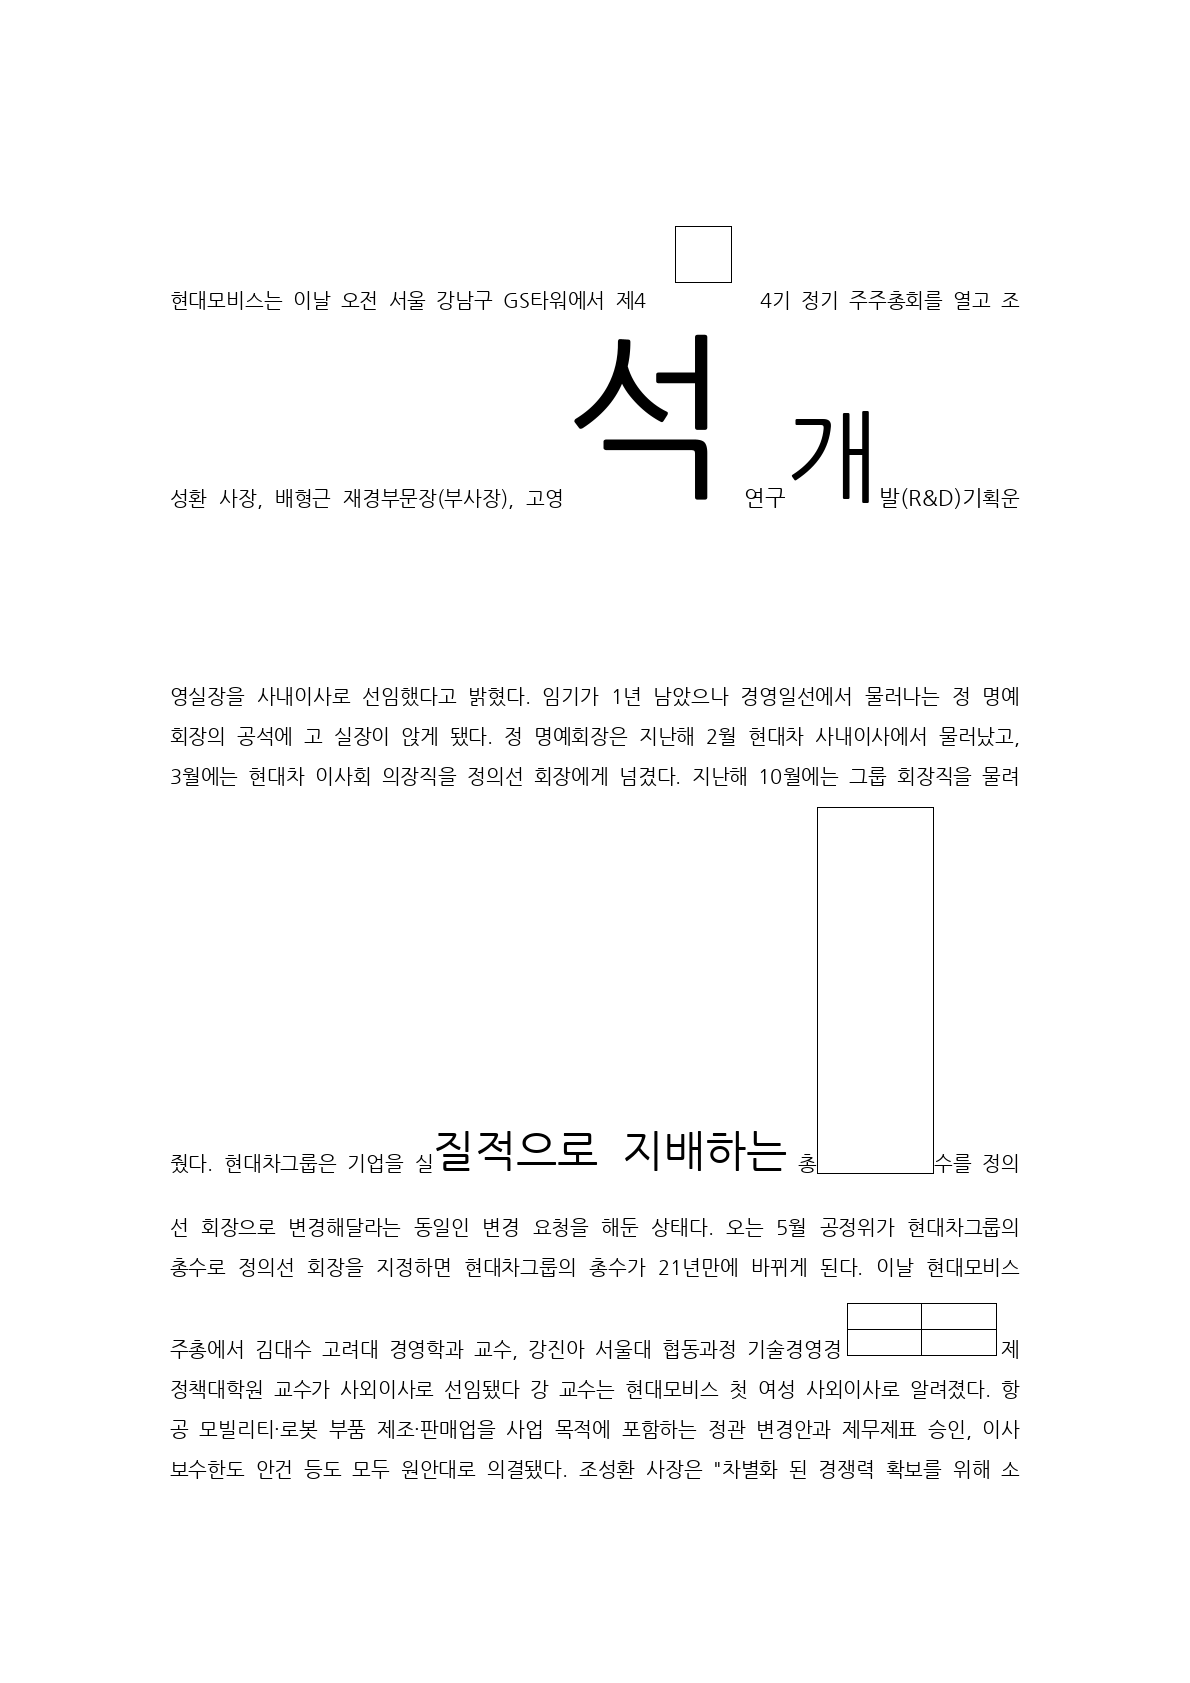 현대모비스는 이날 오전 서울 강남구 GS타워에서 제4 4기 정기 주주총회를 열고 조
성환 사장, 배형근 재경부문장(부사장), 고영석 연구개발(R&D)기획운
영실장을 사내이사로 선임했다고 밝혔다. 임기가 1년 남았으나 경영일선에서 물러나는 정 명예
회장의 공석에 고 실장이 앉게 됐다. 정 명예회장은 지난해 2월 현대차 사내이사에서 물러났고,
3월에는 현대차 이사회 의장직을 정의선 회장에게 넘겼다. 지난해 10월에는 그룹 회장직을 물려
줬다. 현대차그룹은 기업을 실질적으로 지배하는 총수를 정의
선 회장으로 변경해달라는 동일인 변경 요청을 해둔 상태다. 오는 5월 공정위가 현대차그룹의
총수로 정의선 회장을 지정하면 현대차그룹의 총수가 21년만에 바뀌게 된다. 이날 현대모비스
주총에서 김대수 고려대 경영학과 교수, 강진아 서울대 협동과정 기술경영경제
정책대학원 교수가 사외이사로 선임됐다 강 교수는 현대모비스 첫 여성 사외이사로 알려졌다. 항
공 모빌리티·로봇 부품 제조·판매업을 사업 목적에 포함하는 정관 변경안과 제무제표 승인, 이사
보수한도 안건 등도 모두 원안대로 의결됐다. 조성환 사장은 "차별화 된 경쟁력 확보를 위해 소